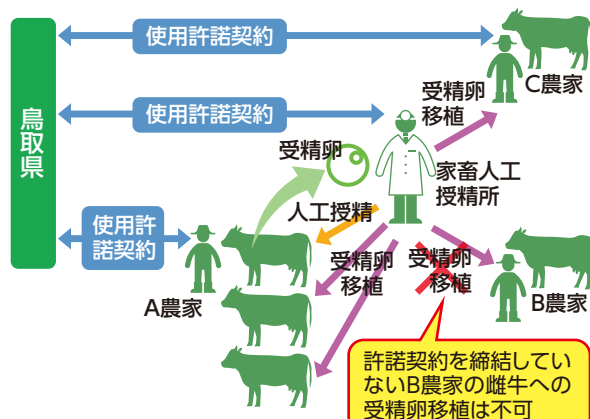 使用許諾契約
使用許諾契約
鳥取県
使用許
諾契約
受精卵
人工授精
受精卵
移植
C農家
家畜人工
授精所
A農家
受精卵
移植
受精卵
移植
B農家
許諾契約を締結してい
ないB農家の雌牛への
受精卵移植は不可